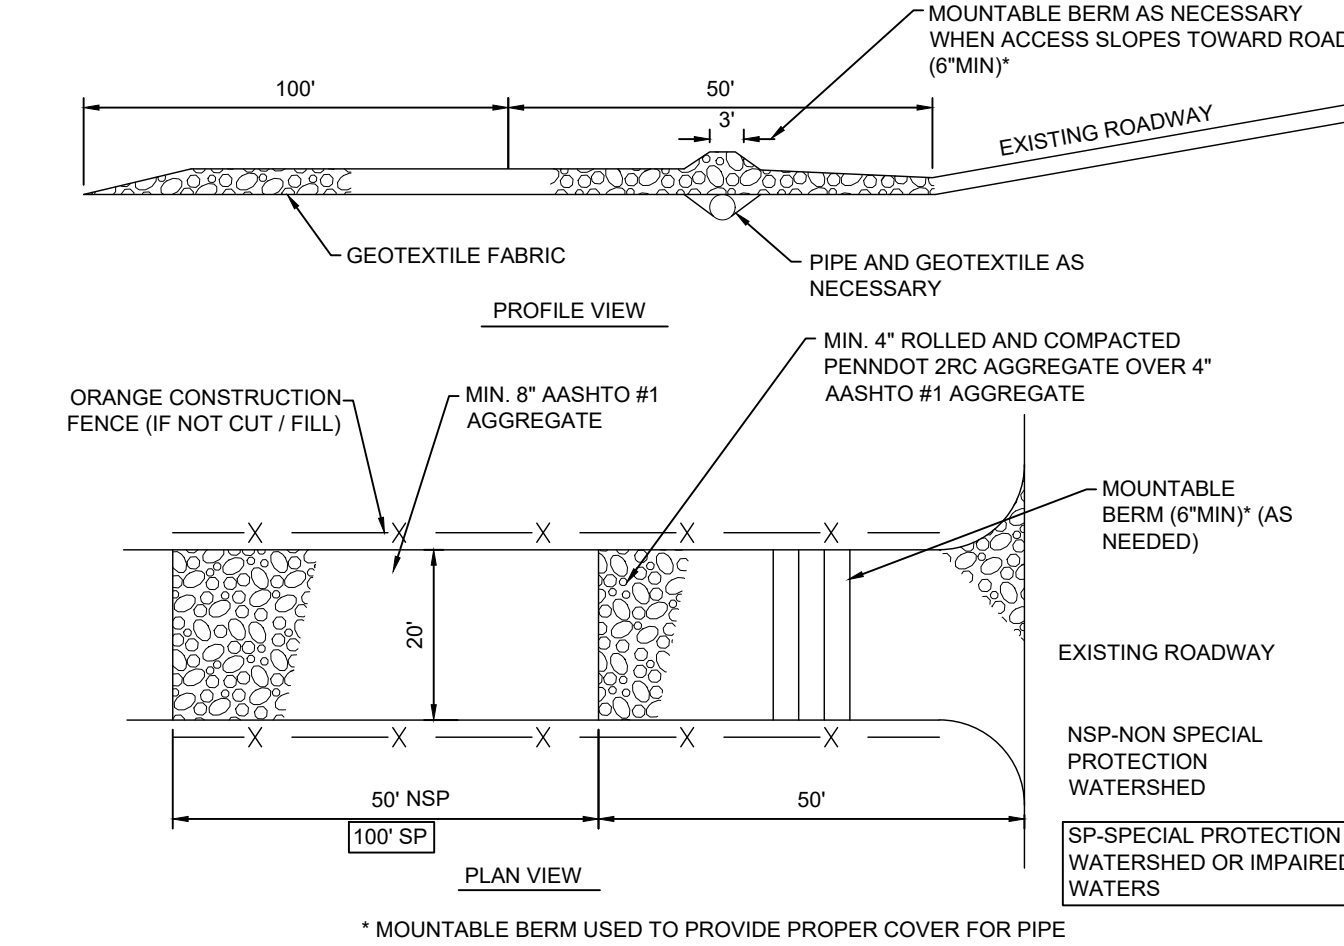 MOUNTABLE BERM AS NECESSARY
WHEN ACCESS SLOPES TOWARD ROAD
(6"MIN)*
100'
50'
3'
EXISTING ROADWAY
GEOTEXTILE FABRIC
PIPE AND GEOTEXTILE AS
NECESSARY
PROFILE VIEW
MIN. 4" ROLLED AND COMPACTED
PENNDOT 2RC AGGREGATE OVER 4"
AASHTO #1 AGGREGATE
ORANGE CONSTRUCTION
FENCE (IF NOT CUT / FILL)
MIN. 8" AASHTO #1
AGGREGATE
MOUNTABLE
BERM (6"MIN)* (AS
NEEDED)
20'
EXISTING ROADWAY
NSP-NON SPECIAL
PROTECTION
WATERSHED
50' NSP
100' SP
50'
SP-SPECIAL PROTECTION
WATERSHED OR IMPAIRED
WATERS
PLAN VIEW
* MOUNTABLE BERM USED TO PROVIDE PROPER COVER FOR PIPE